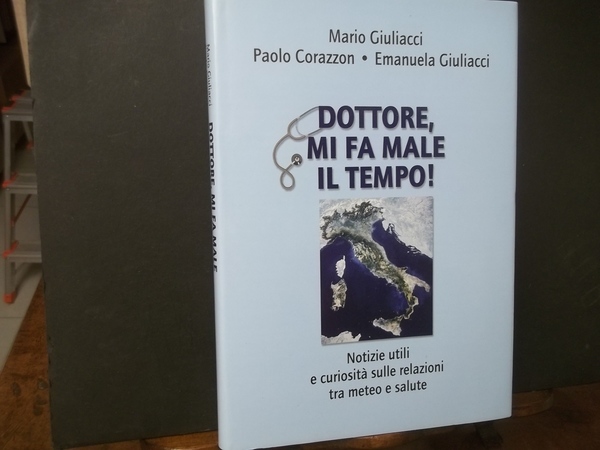 Mario Giuliacci
Paolo Corazzon • Emanuela Giuliacci
DOTTORE,
MI FA MALE
IL TEMPO!
Notizie utili
e curiosità sulle relazioni
tra meteo e salute
Mario Giuliacci
DOTTORE, MI FA MALE